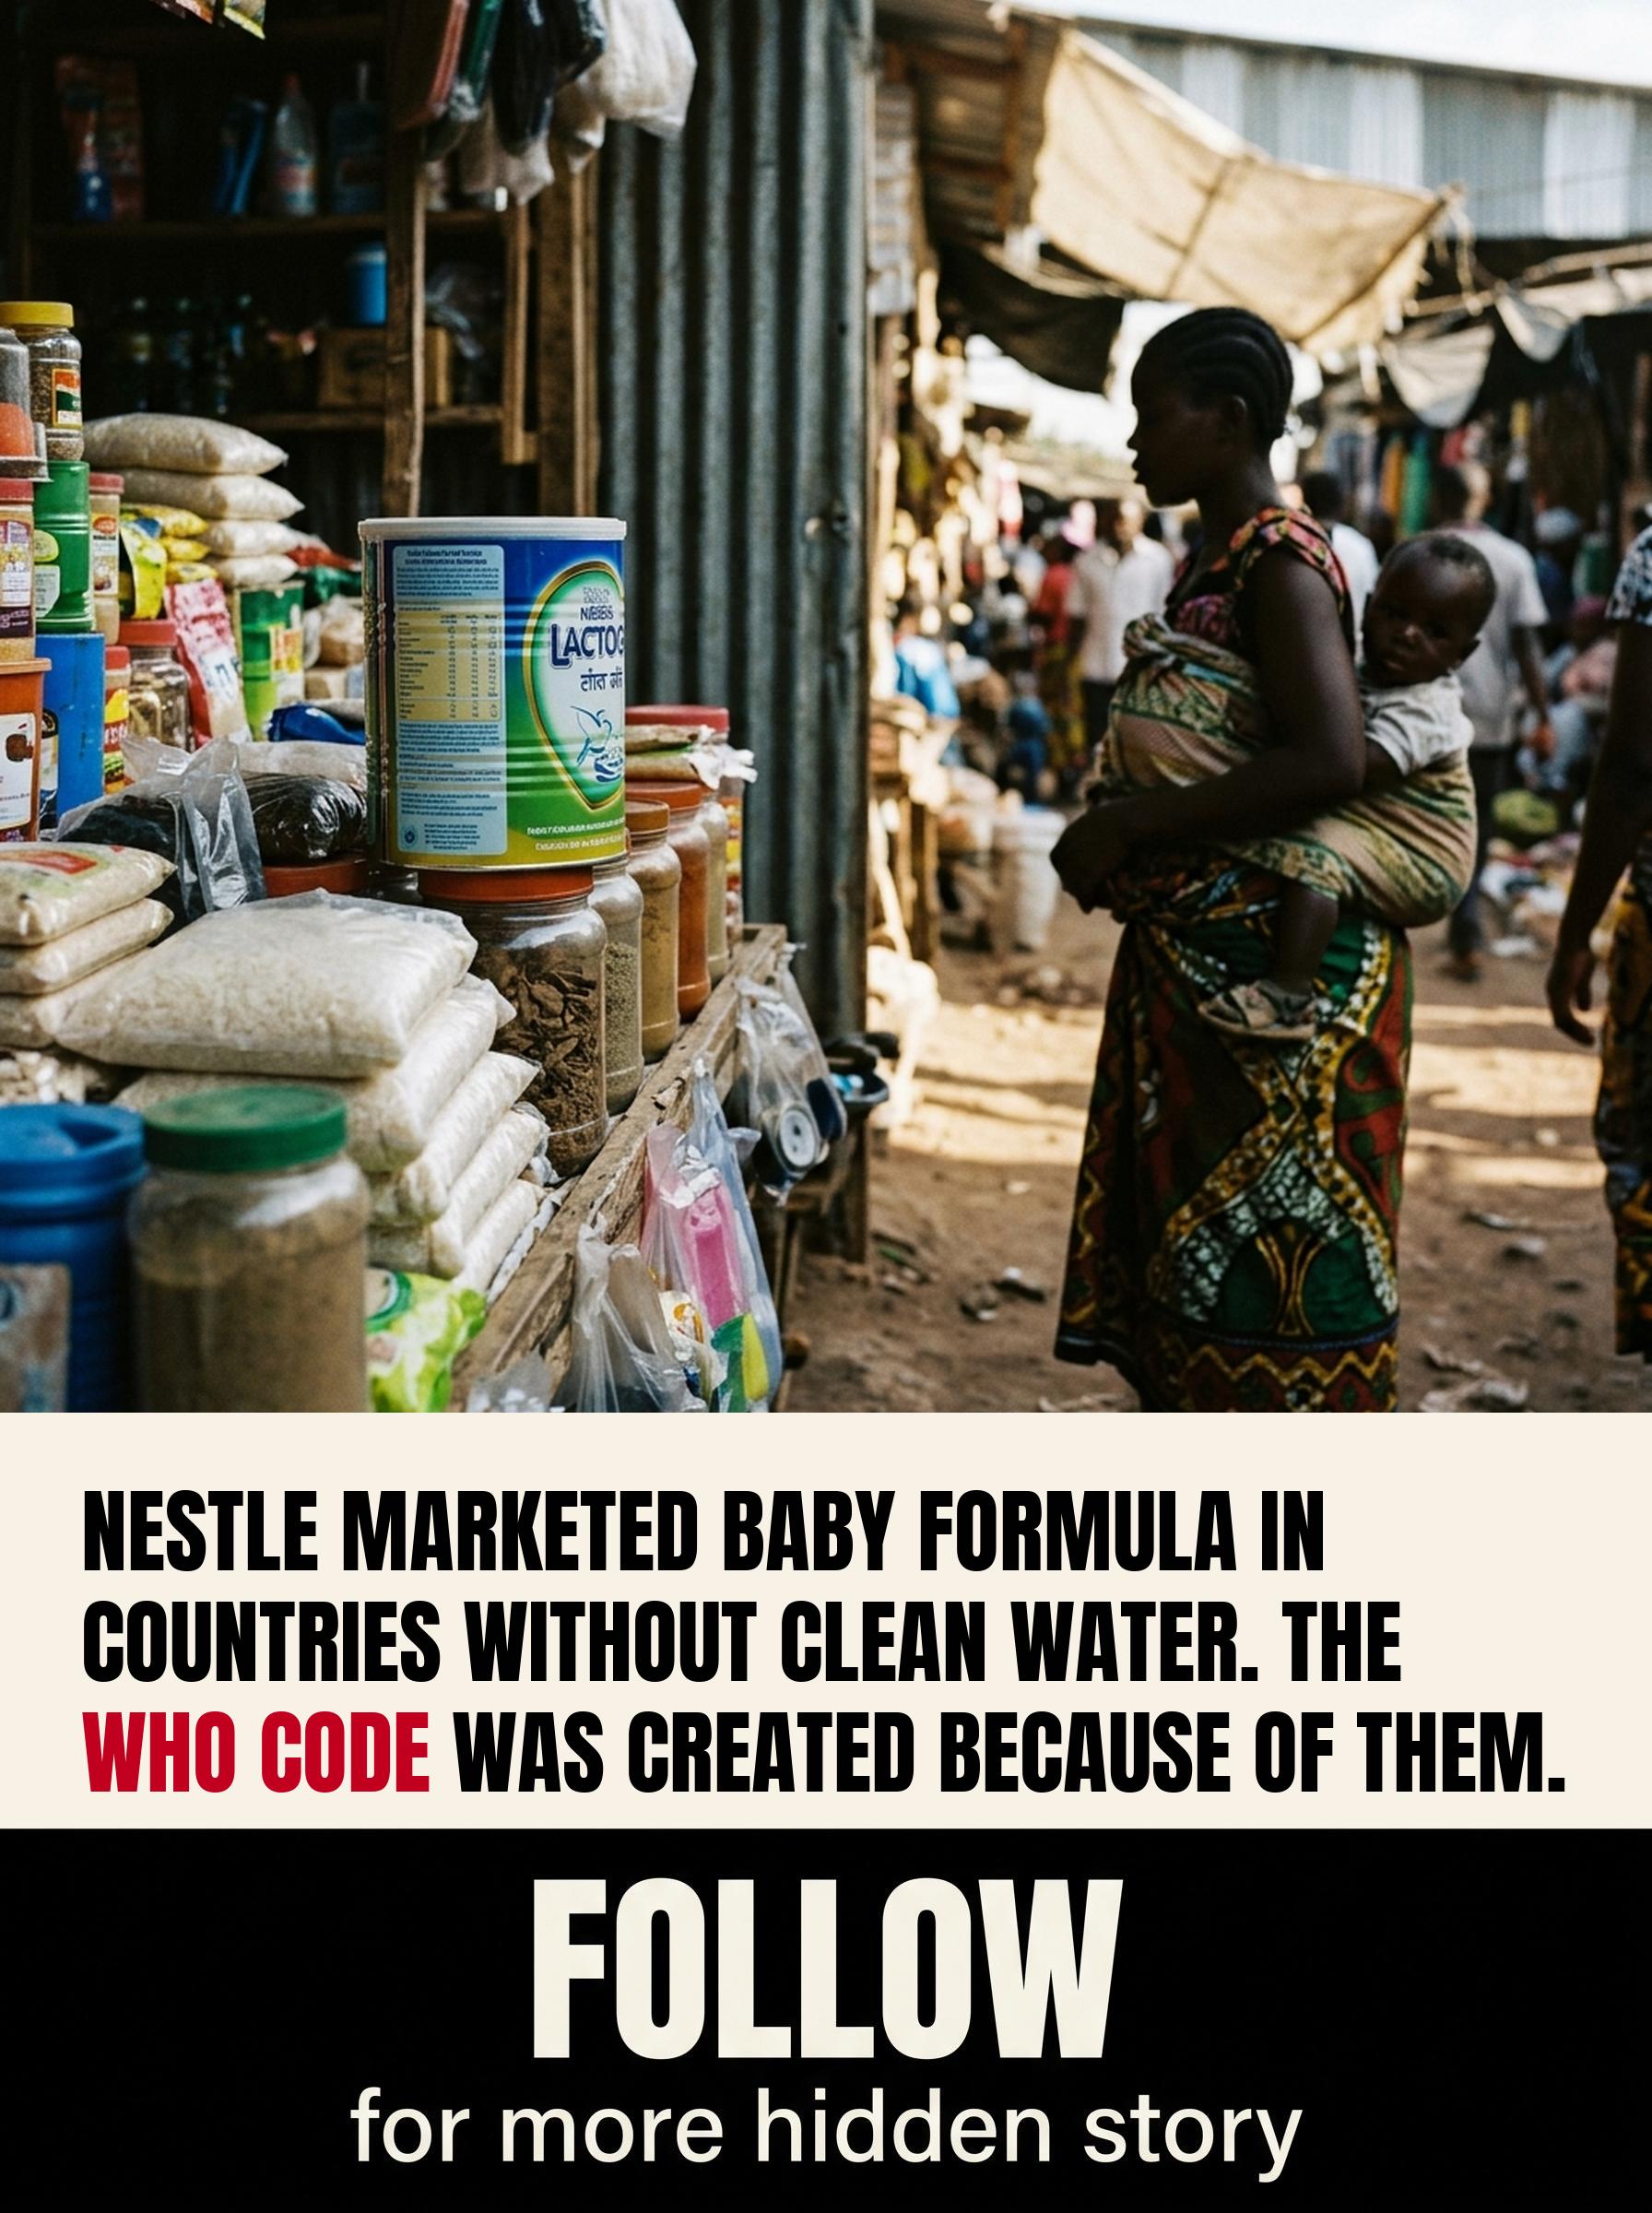 LACTOG
NESTLE MARKETED BABY FORMULA IN
COUNTRIES WITHOUT CLEAN WATER. THE
WHO CODE WAS CREATED BECAUSE OF THEM.
FOLLOW
for more hidden story